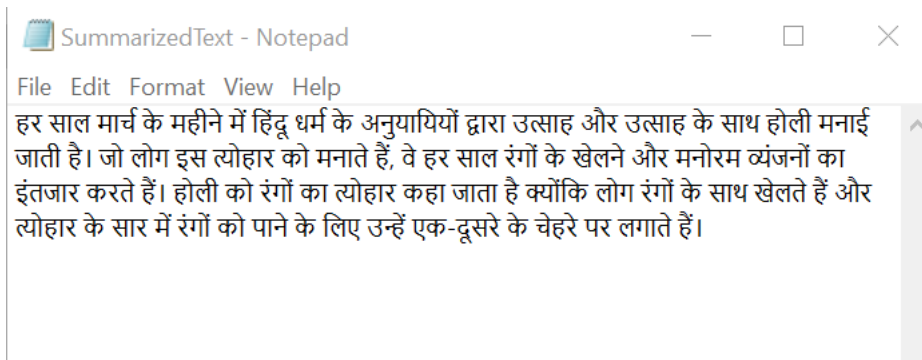 SummarizedText - Notepad
File Edit Format View Help
हर साल मार्च के महीने में हिंदू धर्म के अनुयायियों द्वारा उत्साह और उत्साह के साथ होली मनाई
जाती है। जो लोग इस त्योहार को मनाते हैं, वे हर साल रंगों के खेलने और मनोरम व्यंजनों का
इंतजार करते हैं। होली को रंगों का त्योहार कहा जाता है क्योंकि लोग रंगों के साथ खेलते हैं और
त्योहार के सार में रंगों को पाने के लिए उन्हें एक-दूसरे के चेहरे पर लगाते हैं।